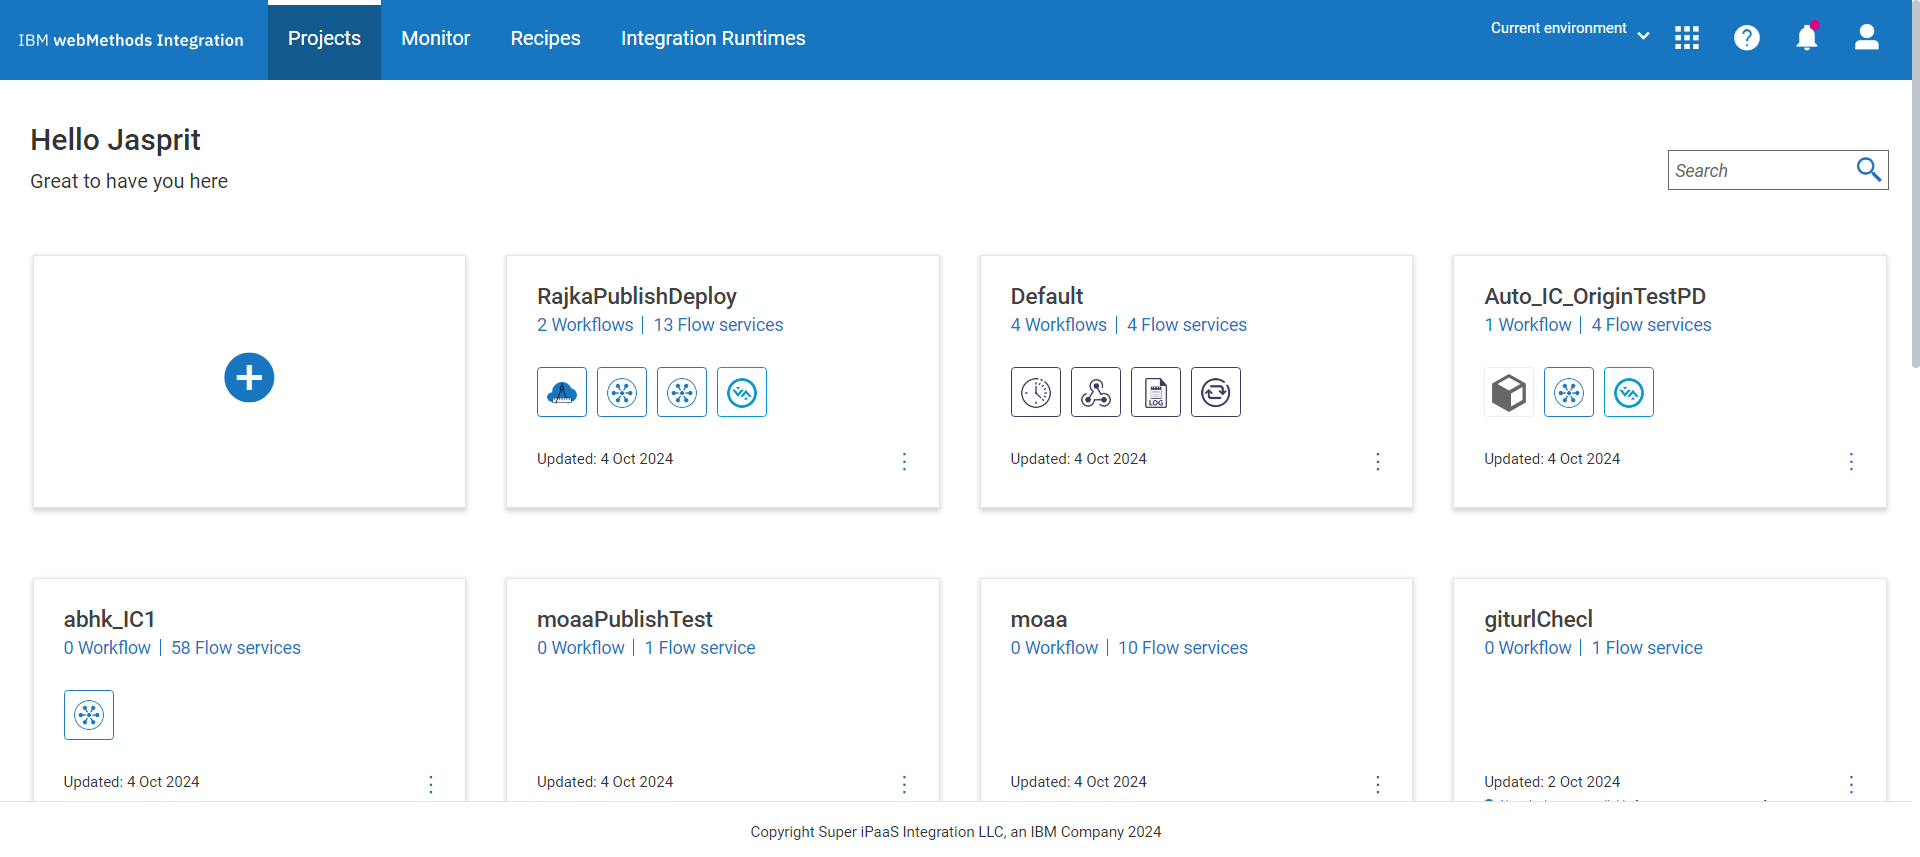 IBM webMethods Integration
Projects
Monitor
Recipes
Integration Runtimes
Current environment
Hello Jasprit
Great to have you here
Search
RajkaPublishDeploy
2 Workflows | 13 Flow services
Updated: 4 Oct 2024
Default
4 Workflows | 4 Flow services
LOG
Updated: 4 Oct 2024
Auto_IC_OriginTestPD
1 Workflow | 4 Flow services
Updated: 4 Oct 2024
abhk_IC1
0 Workflow | 58 Flow services
Updated: 4 Oct 2024
moaaPublishTest
0 Workflow | 1 Flow service
Updated: 4 Oct 2024
moaa
0 Workflow | 10 Flow services
Updated: 4 Oct 2024
giturlChecl
0 Workflow | 1 Flow service
Updated: 2 Oct 2024
Copyright Super iPaaS Integration LLC, an IBM Company 2024